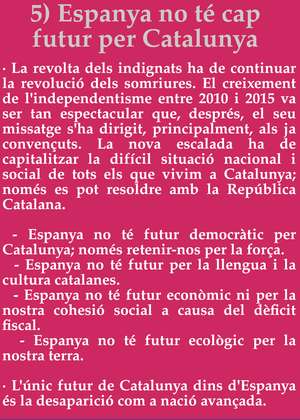 5) Espanya no té cap
futur per Catalunya
· La revolta dels indignats ha de continuar
la revolució dels somriures. El creixement
de l'independentisme entre 2010 i 2015 va
ser tan espectacular que, després, el seu
missatge s'ha dirigit, principalment, als ja
convençuts. La nova escalada ha de
capitalitzar la difícil situació nacional i
social de tots els que vivim a Catalunya;
només es pot resoldre amb la República
Catalana.
- Espanya no té futur democràtic per
Catalunya; només retenir-nos per la força.
- Espanya no té futur per la llengua i la
cultura catalanes.
- Espanya no té futur econòmic ni per la
nostra cohesió social a causa del dèficit
fiscal.
- Espanya no té futur ecològic per la
nostra terra.
· L'únic futur de Catalunya dins d'Espanya
és la desaparició com a nació avançada.